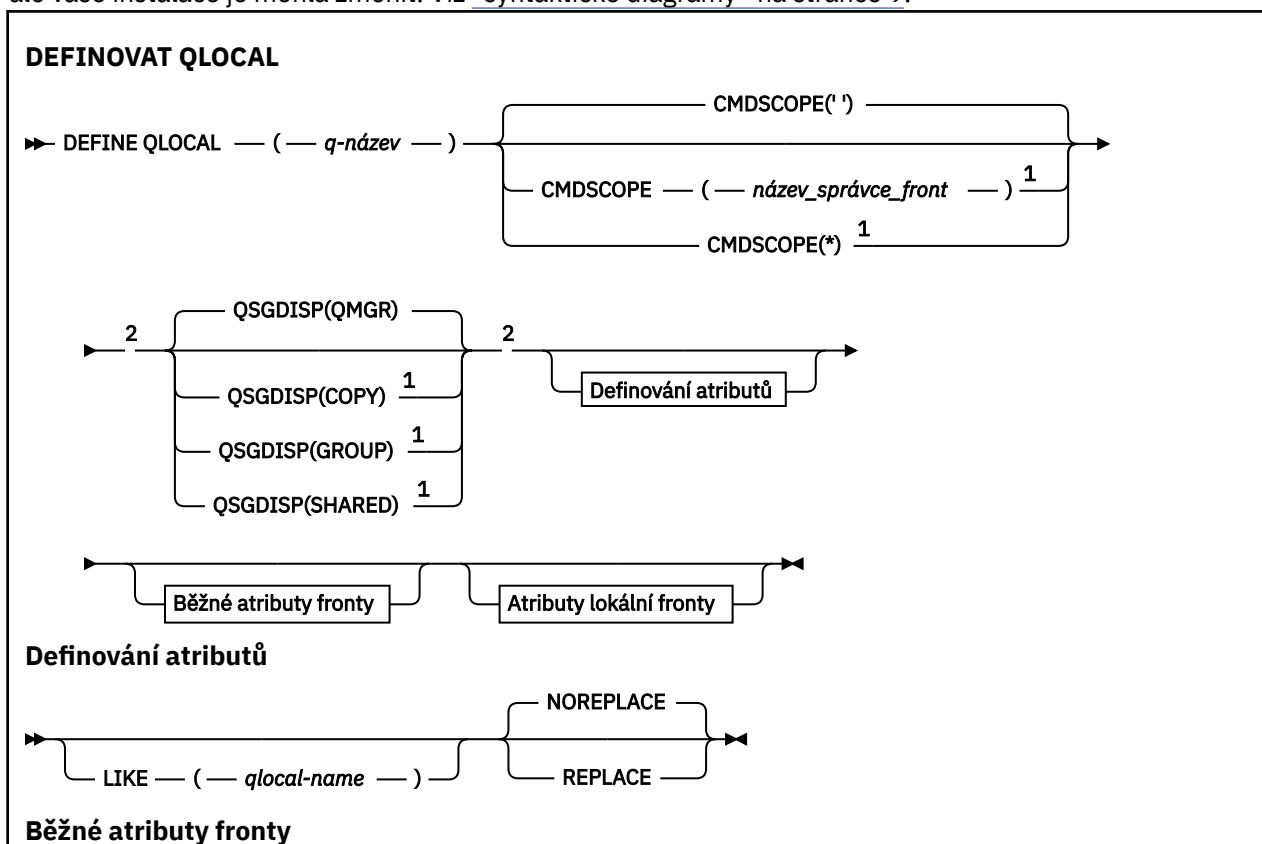 ale vaše instalace je mohla změnit. Viz "Syntaktické diagramy" na stránce 9.
DEFINOVAT QLOCAL
CMDSCOPE(' ')
DEFINE QLOCAL ( q-název )
CMDSCOPE ( název_správce_front ) 1
CMDSCOPE(*) 1
QSGDISP(QMGR)
2 2
QSGDISP(COPY) 1
Definování atributů
QSGDISP(GROUP) 1
QSGDISP(SHARED) 1
Běžné atributy fronty Atributy lokální fronty
Definování atributů
NOREPLACE
LIKE ( qlocal-name ) REPLACE
Běžné atributy fronty